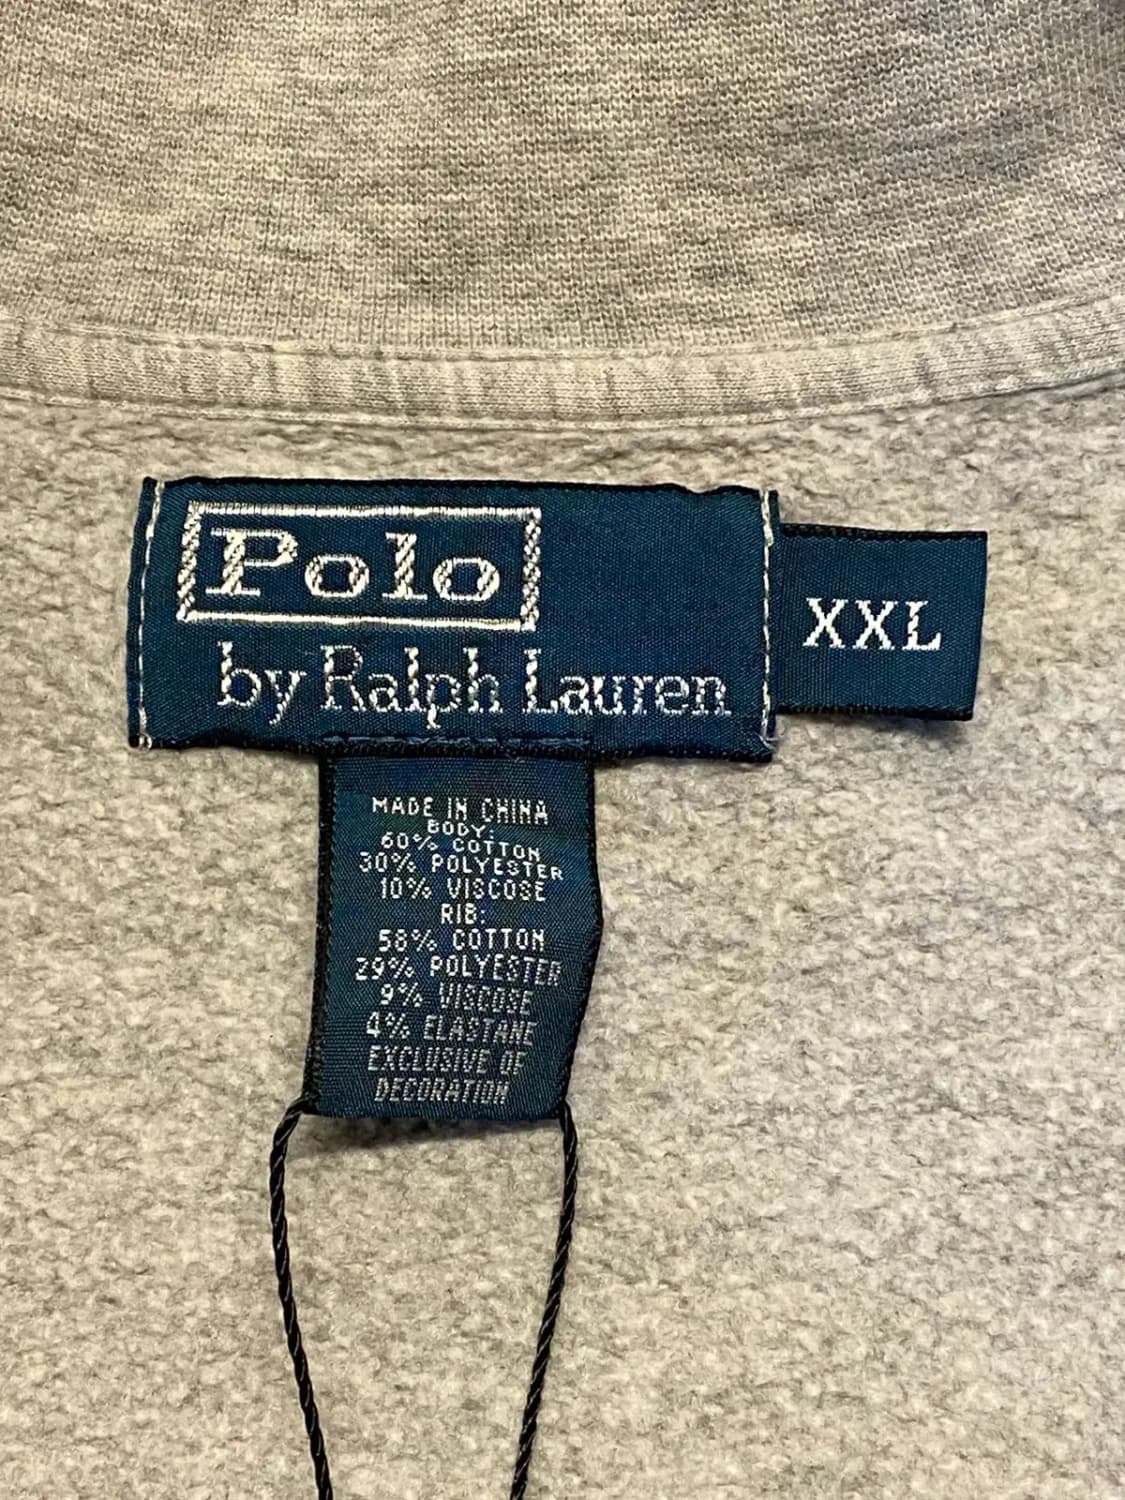 Polo
by Ralph Lauren
XXL
MADE IN CHINA
BODY:
60% COTTON
30% POLYESTER
10% VISCOSE
RIB:
58% COTTON
29% POLYESTER
9% VISCOSE
4% ELASTANE
EXCLUSIVE OF
DECORATION